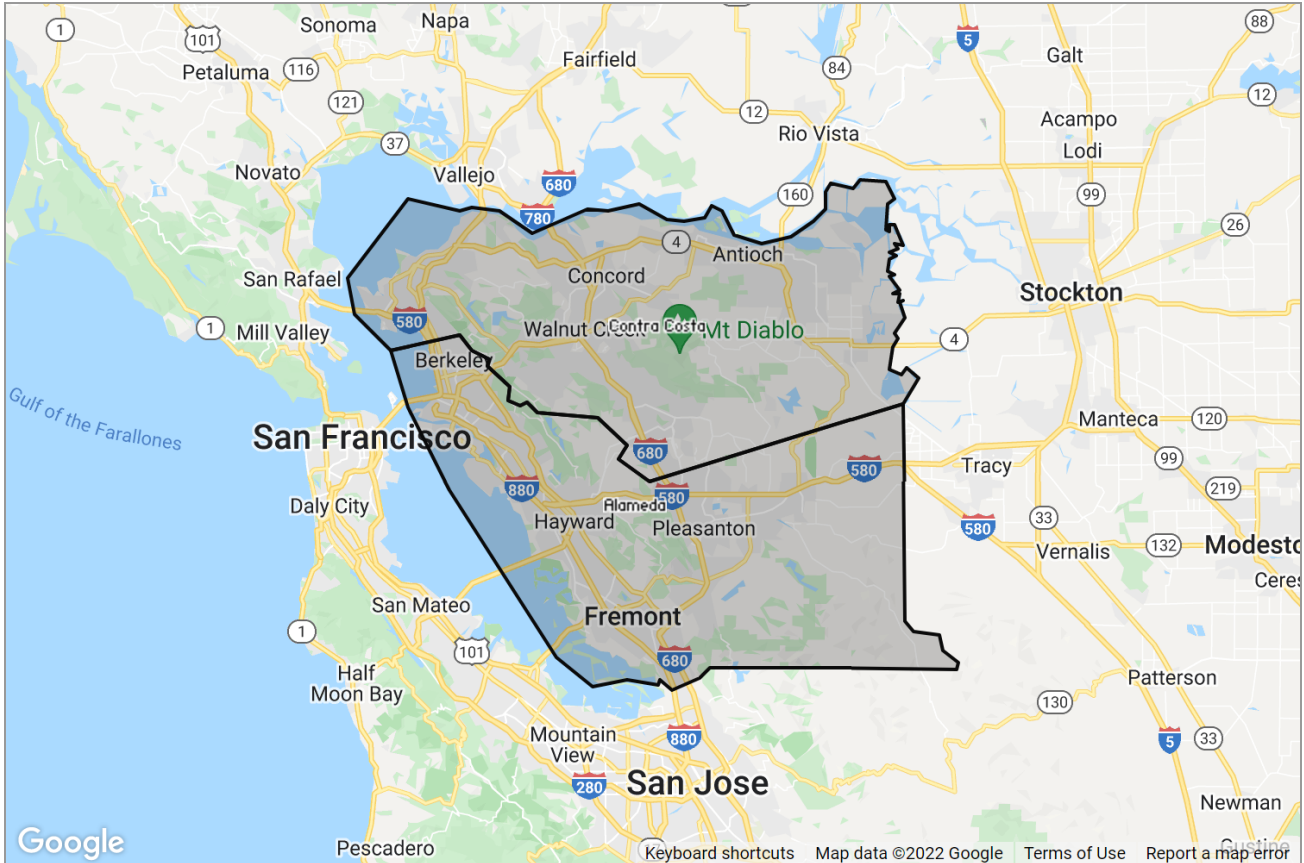 1
Sonoma
Napa
88
101
5
Galt
Petaluma
116
Fairfield
84
121
12
12
Acampo
Rio Vista
Lodi
37
Novato
Vallejo
680
160
99
780
26
4
Antioch
San Rafael
Concord
Stockton
1
Mill Valley
580
Walnut Creek
Contra Costa
Mt Diablo
4
Berkeley
Gulf of the Farallones
San Francisco
Manteca
120
680
99
Tracy
580
880
219
580
Alameda
Daly City
Hayward
Pleasanton
33
580
Vernalis
132
Modesto
Ceres
San Mateo
Fremont
1
101
680
Half
Moon Bay
Patterson
130
Mountain
View
880
5
33
280
San Jose
Newman
Google
Pescadero
Gustine
Keyboard shortcuts
Map data ©2022 Google
Terms of Use
Report a map error